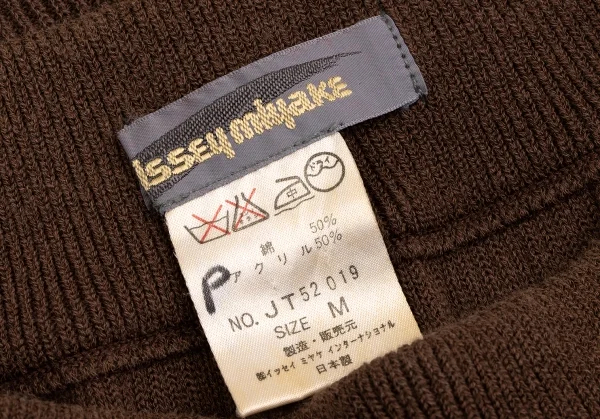 ISSEY miyake
中 ドライ
綿 50%
アクリル 50%
P
NO. JT52 019
SIZE M
製造・販売元
㈱イッセイ ミヤケ インターナショナル
日本製